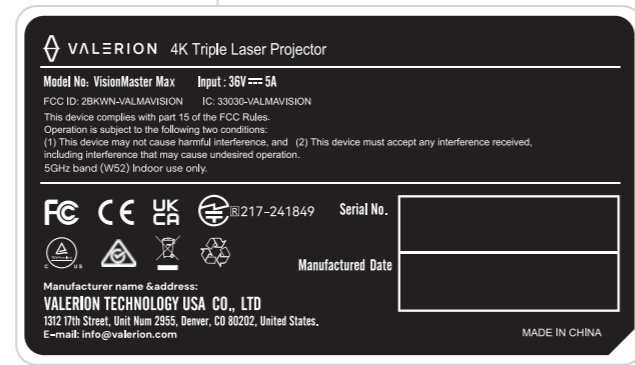 VALERION 4K Triple Laser Projector
Model No: VisionMaster Max Input : 36V⎓5A
FCC ID: 2BKWN-VALMAVISION IC: 33030-VALMAVISION
This device complies with part 15 of the FCC Rules.
Operation is subject to the following two conditions:
(1) This device may not cause harmful interference, and (2) This device must accept any interference received,
including interference that may cause undesired operation.
5GHz band (W52) Indoor use only.
FC CE UK CA R 217-241849 Serial No.
C US
Manufactured Date
Manufacturer name &address:
VALERION TECHNOLOGY USA CO., LTD
1312 17th Street, Unit Num 2955, Denver, CO 80202, United States.
E-mail: info@valerion.com
MADE IN CHINA